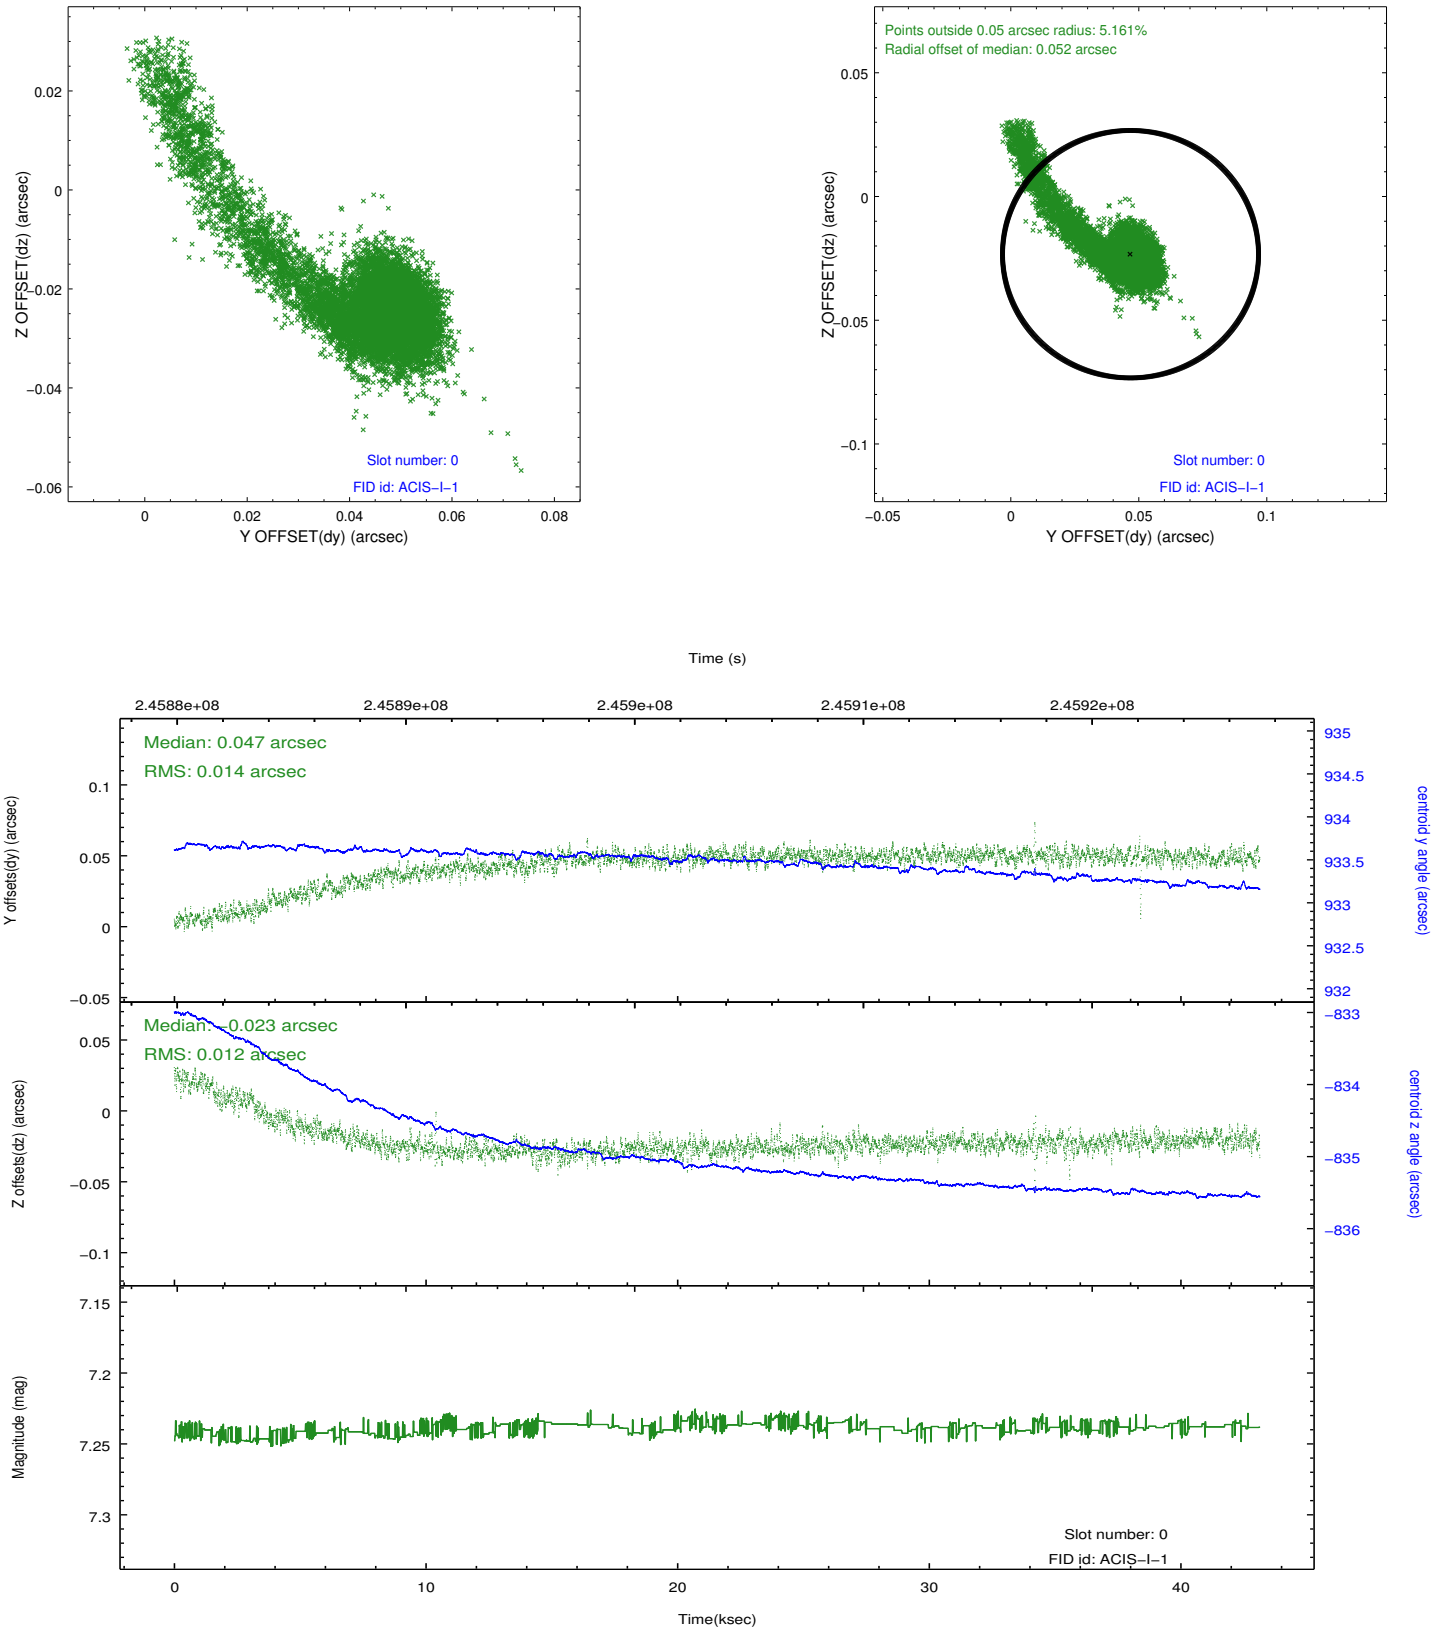 0.02
0
−0.02
−0.04
−0.06
Z OFFSET(dz) (arcsec)
Slot number: 0
FID id: ACIS−I−1
0
0.02
0.04
0.06
0.08
Y OFFSET(dy) (arcsec)
Points outside 0.05 arcsec radius: 5.161%
Radial offset of median: 0.052 arcsec
0.05
0
−0.05
−0.1
Z OFFSET(dz) (arcsec)
Slot number: 0
FID id: ACIS−I−1
−0.05
0
0.05
0.1
Y OFFSET(dy) (arcsec)
Time (s)
2.4588e+08
2.4589e+08
2.459e+08
2.4591e+08
2.4592e+08
Median: 0.047 arcsec
RMS: 0.014 arcsec
0.1
0.05
0
−0.05
Y offsets(dy) (arcsec)
935
934.5
934
933.5
933
932.5
932
centroid y angle (arcsec)
Median: −0.023 arcsec
RMS: 0.012 arcsec
0.05
0
−0.05
−0.1
Z offsets(dz) (arcsec)
−833
−834
−835
−836
centroid z angle (arcsec)
7.15
7.2
7.25
7.3
Magnitude (mag)
Slot number: 0
FID id: ACIS−I−1
0
10
20
30
40
Time(ksec)